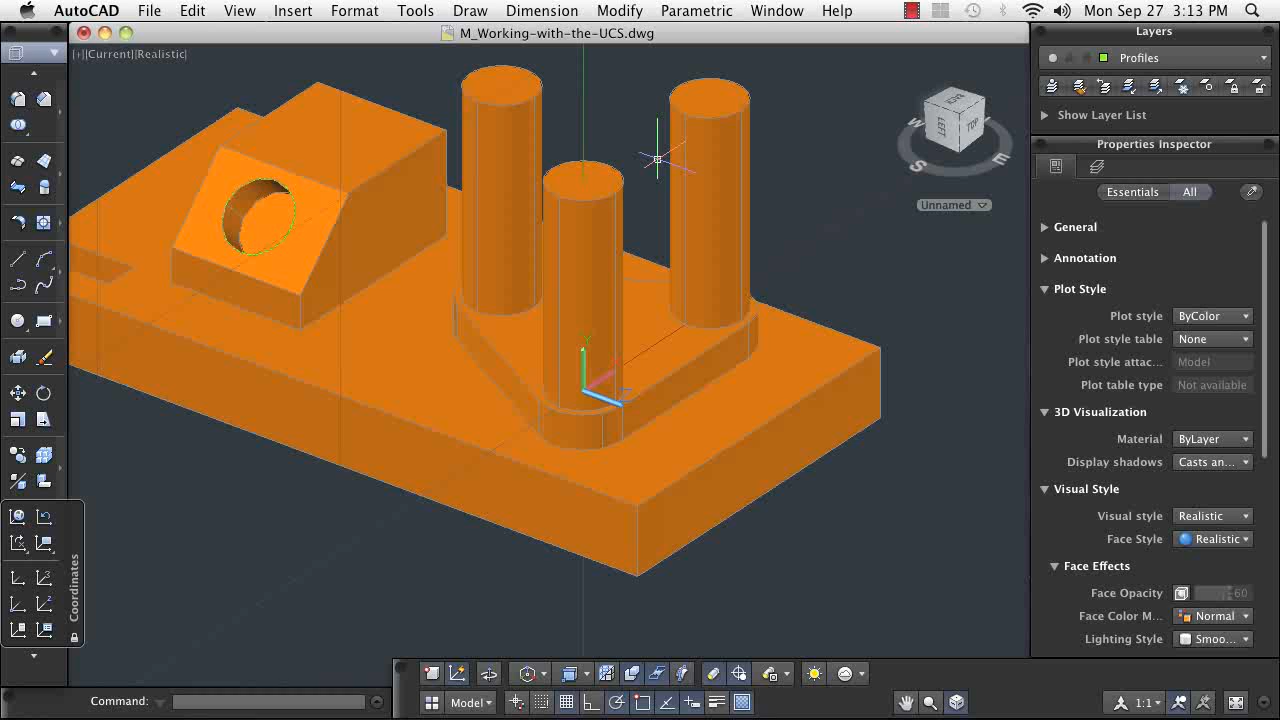 AutoCAD File Edit View Insert Format Tools Draw Dimension Modify Parametric Window Help Mon Sep 27 3:13 PM
M_Working-with-the-UCS.dwg
[+][Current][Realistic]
Layers
Profiles
Show Layer List
Properties Inspector
Essentials All
General
Annotation
Plot Style
Plot style ByColor
Plot style table None
Plot style attac... Model
Plot table type Not available
3D Visualization
Material ByLayer
Display shadows Casts an...
Visual Style
Visual style Realistic
Face Style Realistic
Face Effects
Face Opacity -60
Face Color M... Normal
Lighting Style Smoo...
W
S
E
LEFT
TOP
BACK
Unnamed
Y
Coordinates
Command:
Model
1:1